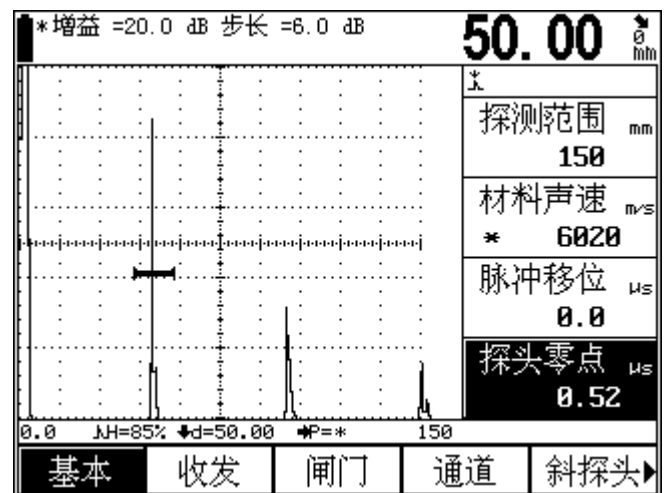 *增益 =20.0 dB 步长 =6.0 dB
50.00
mm
探测范围 mm
150
材料声速 m/s
* 6020
脉冲移位 μs
0.0
探头零点 μs
0.52
0.0 H=85% d=50.00 P=* 150
基本 收发 闸门 通道 斜探头